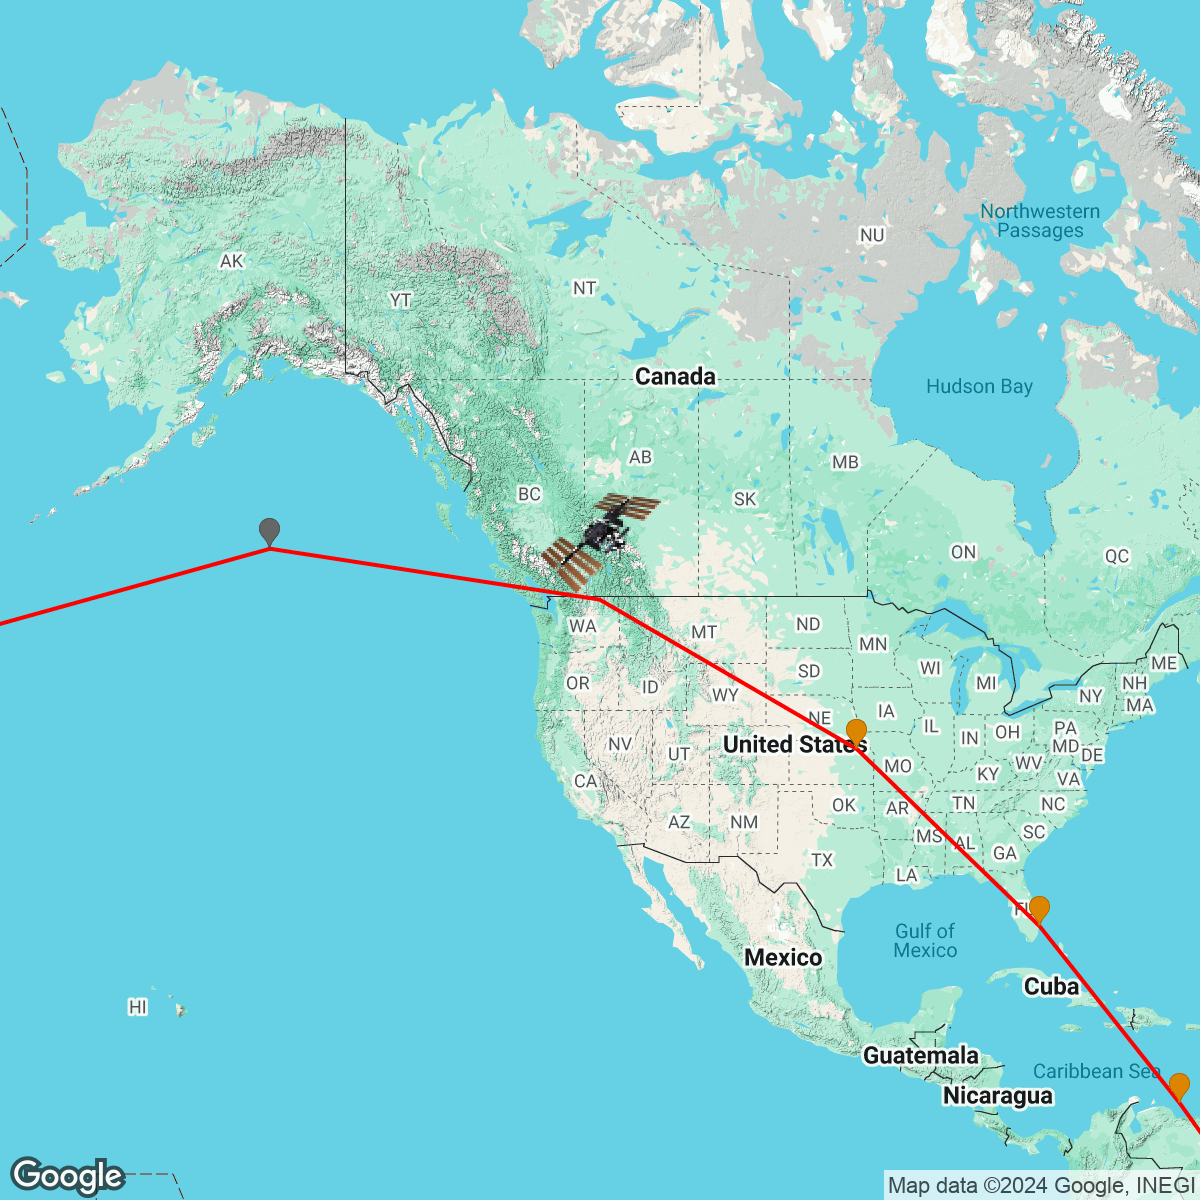 Northwestern
Passages
NU
AK
YT
NT
Canada
Hudson Bay
AB
MB
BC
SK
ON
QC
WA
MT
ND
MN
ME
OR
ID
WY
SD
WI
MI
NH
NY
MA
NE
IA
IL
IN
OH
PA
MD
DE
NV
UT
United States
MO
KY
WV
VA
CA
AZ
NM
OK
AR
TN
NC
MS
AL
SC
GA
TX
LA
FL
Gulf of
Mexico
Mexico
Cuba
HI
Guatemala
Caribbean Sea
Nicaragua
Google
Map data ©2024 Google, INEGI